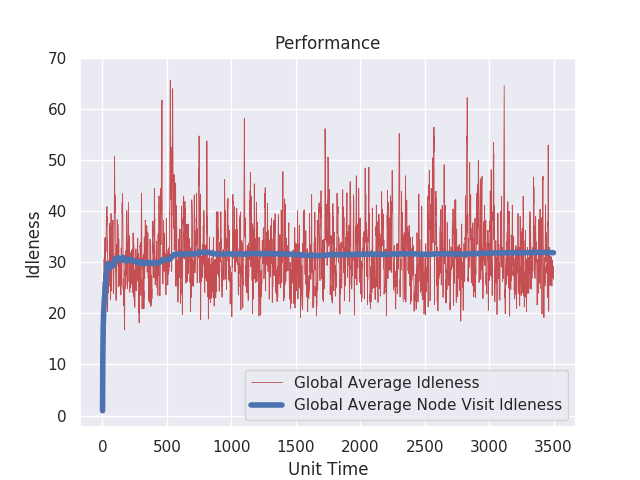 Performance
70
60
50
40
30
20
10
0
Idleness
Global Average Idleness
Global Average Node Visit Idleness
0 500 1000 1500 2000 2500 3000 3500
Unit Time